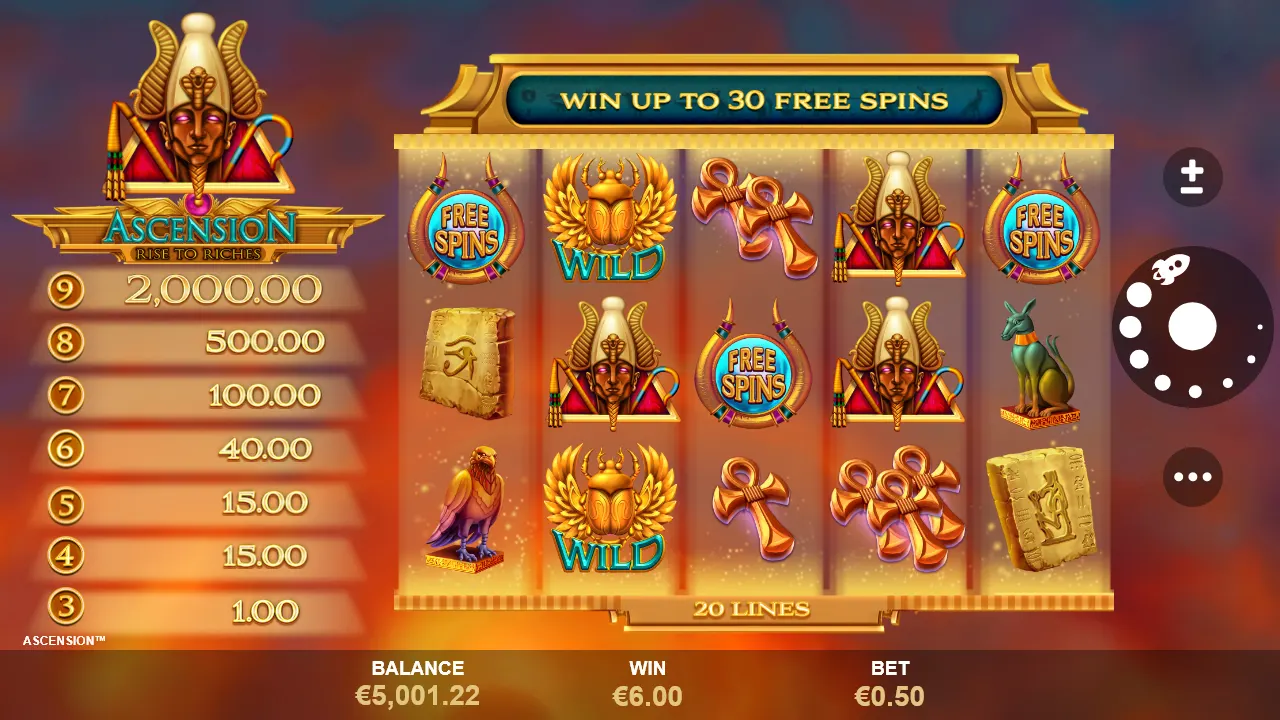 ASCENSION
RISE TO RICHES
9 2,000.00
8 500.00
7 100.00
6 40.00
5 15.00
4 15.00
3 1.00
ASCENSION™
WIN UP TO 30 FREE SPINS
FREE SPINS
WILD
FREE SPINS
FREE SPINS
WILD
20 LINES
BALANCE
€5,001.22
WIN
€6.00
BET
€0.50